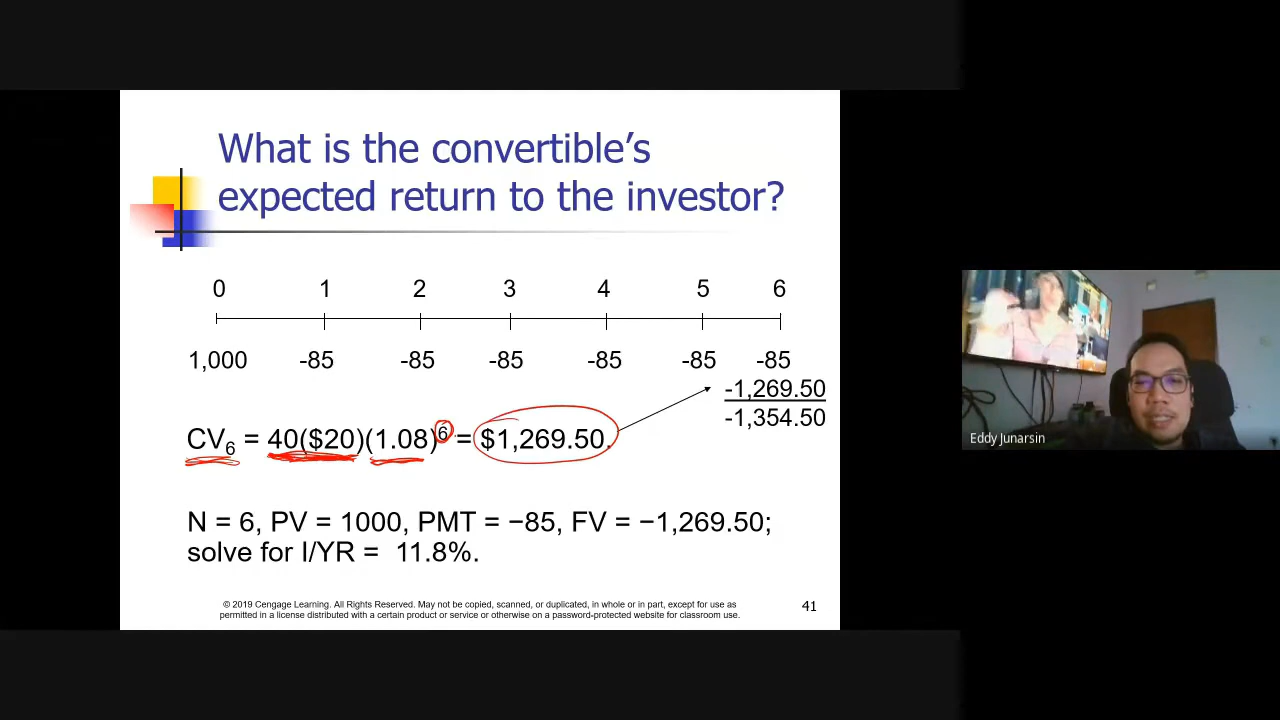 What is the convertible’s
expected return to the investor?
0 1 2 3 4 5 6
1,000 -85 -85 -85 -85 -85 -85
-1,269.50
-1,354.50
CV6 = 40($20)(1.08)^6 = $1,269.50.
N = 6, PV = 1000, PMT = −85, FV = −1,269.50;
solve for I/YR = 11.8%.
© 2019 Cengage Learning. All Rights Reserved. May not be copied, scanned, or duplicated, in whole or in part, except for use as
permitted in a license distributed with a certain product or service or otherwise on a password-protected website for classroom use.
41
Eddy Junarsin